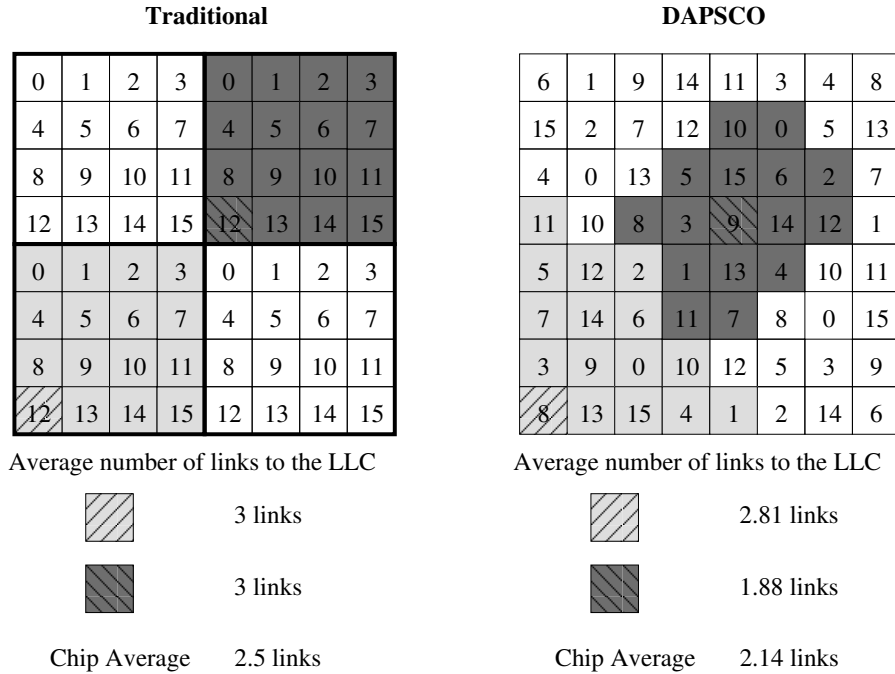 Traditional DAPSCO
0 1 2 3 0 1 2 3 6 1 9 14 11 3 4 8
4 5 6 7 4 5 6 7 15 2 7 12 10 0 5 13
8 9 10 11 8 9 10 11 4 0 13 5 15 6 2 7
12 13 14 15 12 13 14 15 11 10 8 3 9 14 12 1
0 1 2 3 0 1 2 3 5 12 2 1 13 4 10 11
4 5 6 7 4 5 6 7 7 14 6 11 7 8 0 15
8 9 10 11 8 9 10 11 3 9 0 10 12 5 3 9
12 13 14 15 12 13 14 15 8 13 15 4 1 2 14 6
Average number of links to the LLC Average number of links to the LLC
3 links 2.81 links
3 links 1.88 links
Chip Average 2.5 links Chip Average 2.14 links